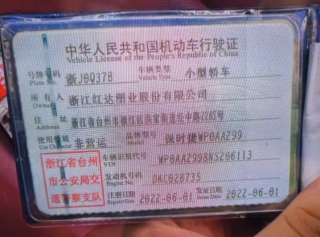 中华人民共和国机动车行驶证
Vehicle License of the People's Republic of China
号牌号码 浙J8Q378 车辆类型 小型轿车
Plate No. Vehicle Type
所有人 浙江红达塑业股份有限公司
Owner
住址
Address
使用性质 非营运 品牌型号 保时捷WP0AA299
Use Character Model
浙江省台州 车辆识别代号 WP0AA2998NS206113
VIN
市公安局交 发动机号码 DKC028735
Engine No.
通警察支队 注册日期 2022-06-01 发证日期 2022-06-01
Register Date Issue Date